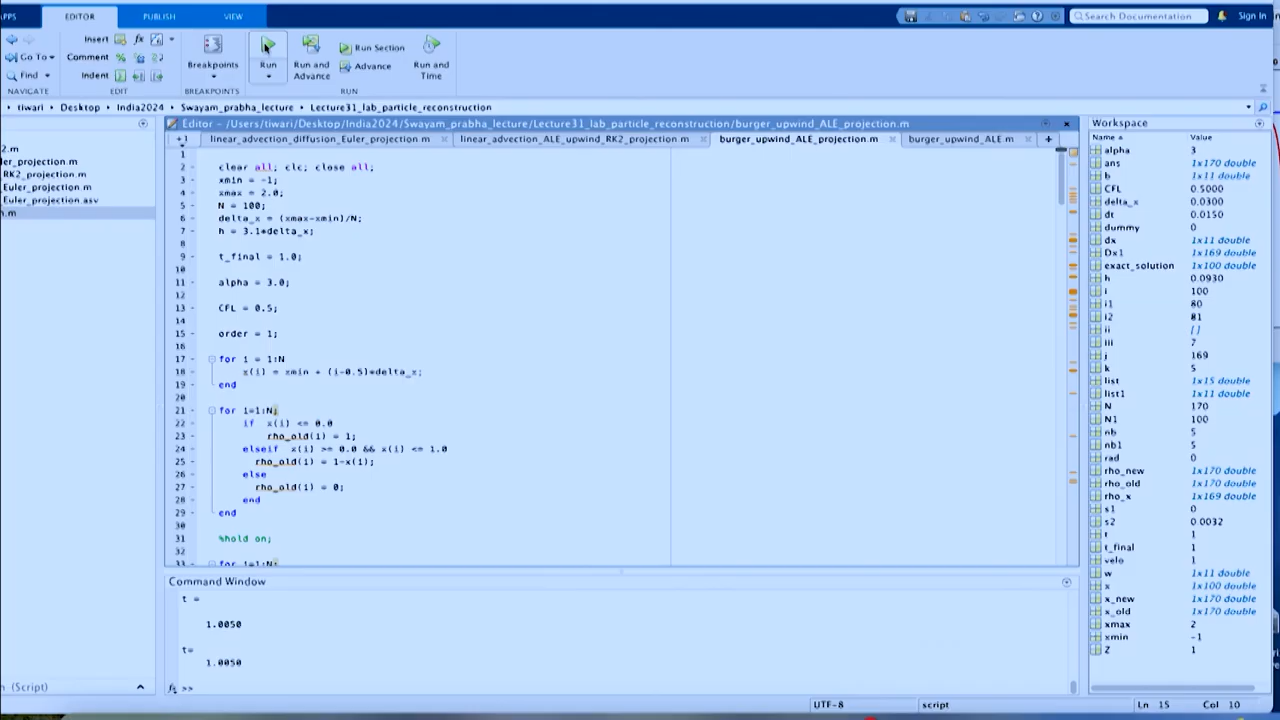 APPS EDITOR PUBLISH VIEW Search Documentation Sign In
Insert fx
Go To Comment %
Find Indent
Breakpoints Run Run and Advance Run Section Advance Run and Time
NAVIGATE EDIT BREAKPOINTS RUN
tiwari Desktop India2024 Swayam_prabha_lecture Lecture31_lab_particle_reconstruction
2.m
ler_projection.m
_RK2_projection.m
_Euler_projection.m
_Euler_projection.asv
n.m
n (Script)
Editor - /Users/tiwari/Desktop/India2024/Swayam_prabha_lecture/Lecture31_lab_particle_reconstruction/burger_upwind_ALE_projection.m
+1 linear_advection_diffusion_Euler_projection.m linear_advection_ALE_upwind_RK2_projection.m burger_upwind_ALE_projection.m burger_upwind_ALE.m +
1
2 - clear all; clc; close all;
3 - xmin = -1;
4 - xmax = 2.0;
5 - N = 100;
6 - delta_x = (xmax-xmin)/N;
7 - h = 3.1*delta_x;
8
9 - t_final = 1.0;
10
11 - alpha = 3.0;
12
13 - CFL = 0.5;
14
15 - order = 1;
16
17 - for i = 1:N
18 - x(i) = xmin + (i-0.5)*delta_x;
19 - end
20
21 - for i=1:N;
22 - if x(i) <= 0.0
23 - rho_old(i) = 1;
24 - elseif x(i) >= 0.0 && x(i) <= 1.0
25 - rho_old(i) = 1-x(i);
26 - else
27 - rho_old(i) = 0;
28 - end
29 - end
30
31 %hold on;
32
33 - for i=1:N;
Command Window
t =
1.0050
t=
1.0050
fx >>
Workspace
Name Value
alpha 3
ans 1x170 double
b 1x11 double
CFL 0.5000
delta_x 0.0300
dt 0.0150
dummy 0
dx 1x11 double
Dx1 1x169 double
exact_solution 1x100 double
h 0.0930
i 100
i1 80
i2 81
ii []
iii 7
j 169
k 5
list 1x15 double
list1 1x11 double
N 170
N1 100
nb 5
nb1 5
rad 0
rho_new 1x170 double
rho_old 1x170 double
rho_x 1x169 double
s1 0
s2 0.0032
t 1
t_final 1
velo 1
w 1x11 double
x 1x100 double
x_new 1x170 double
x_old 1x170 double
xmax 2
xmin -1
Z 1
UTF-8 script Ln 15 Col 10